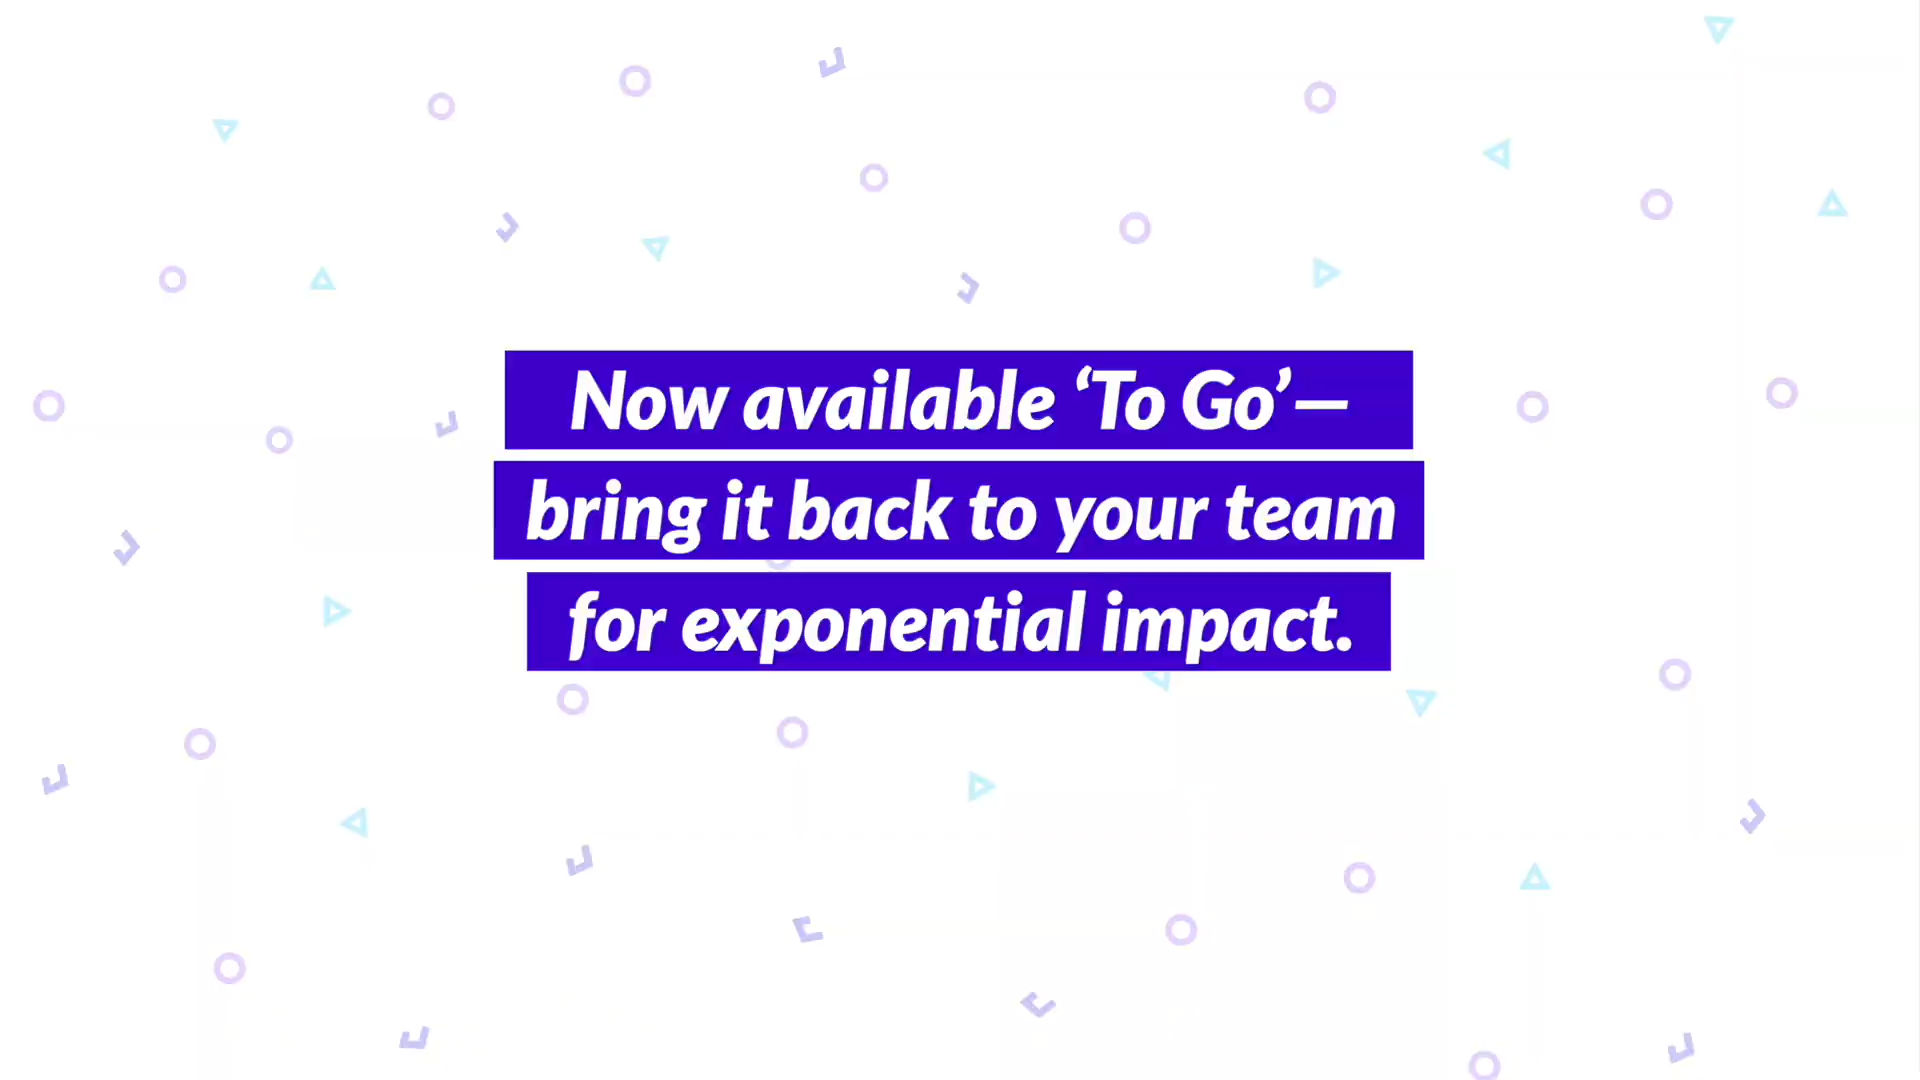 Now available ‘To Go’—
bring it back to your team
for exponential impact.